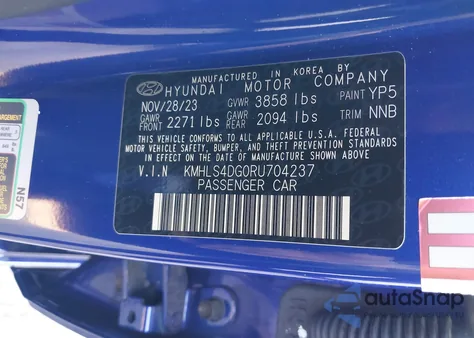 MANUFACTURED IN KOREA BY
HYUNDAI MOTOR COMPANY
NOV/28/23 GVWR 3858 lbs PAINT YP5
GAWR FRONT 2271 lbs GAWR REAR 2094 lbs TRIM NNB
THIS VEHICLE CONFORMS TO ALL APPLICABLE U.S.A. FEDERAL
MOTOR VEHICLE SAFETY, BUMPER, AND THEFT PREVENTION STANDARDS
IN EFFECT ON THE DATE OF MANUFACTURE SHOWN ABOVE.
V.I.N KMHLS4DG0RU704237
PASSENGER CAR
N57
autoSnap